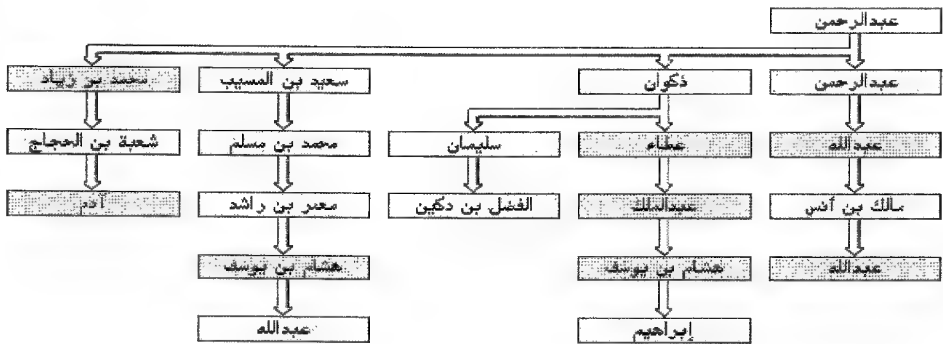 عبدالرحمن
عبدالرحمن
ذكوان
سعيد بن المسيب
محمد بن زياد
عبدالله
عطاء
سليمان
محمد بن مسلم
شعبة بن الحجاج
مالك بن أنس
عبدالملك
الفضل بن دكين
معمر بن راشد
آدم
عبدالله
هشام بن يوسف
هشام بن يوسف
إبراهيم
عبدالله